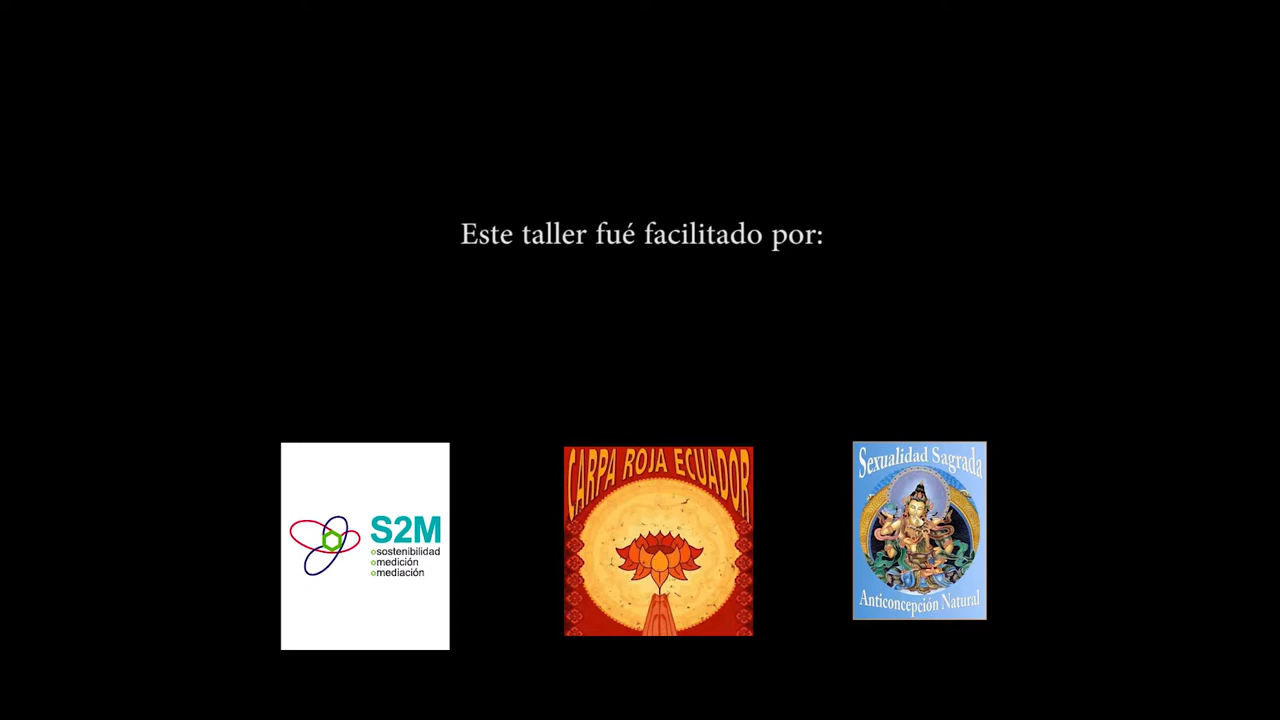 Este taller fué facilitado por:
S2M
sostenibilidad
medición
mediación
CARPA ROJA ECUADOR
Sexualidad Sagrada
Anticoncepción Natural